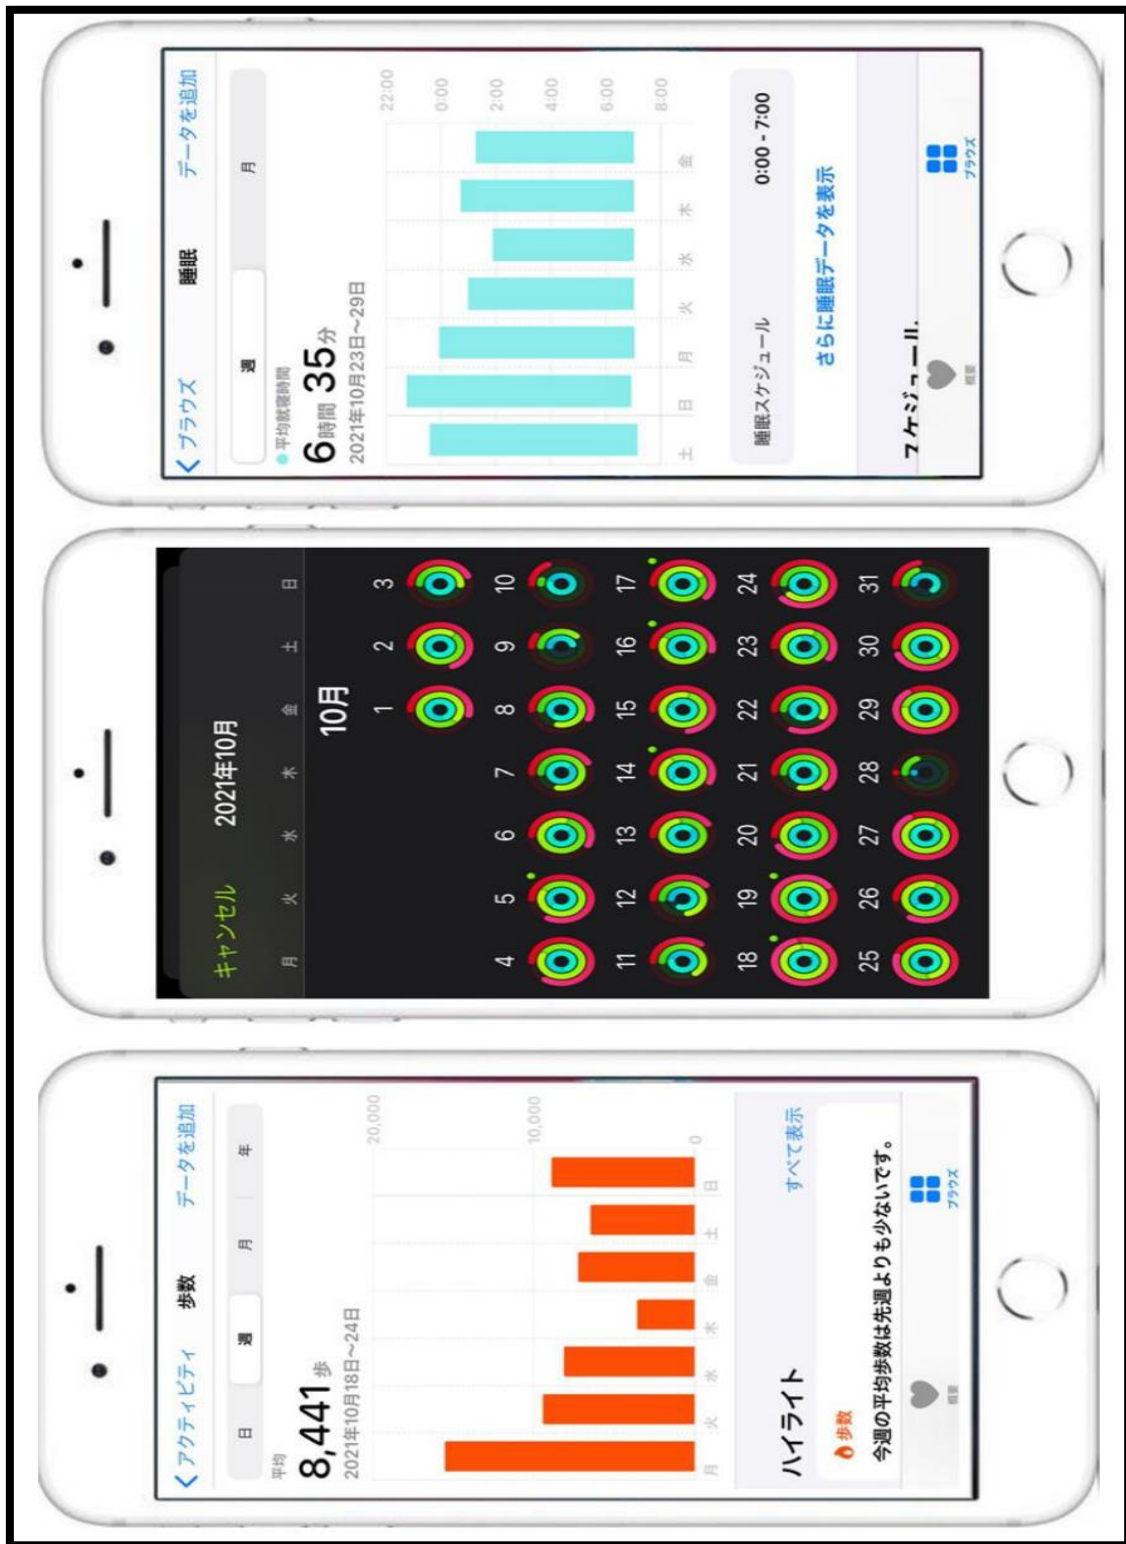 アクティビティ 歩数 データを追加
日 週 月 年
平均
8,441 歩
2021年10月18日〜24日
20,000
10,000
0
月 火 水 木 金 土 日
ハイライト すべて表示
歩数
今週の平均歩数は先週よりも少ないです。
概要 ブラウズ
キャンセル 2021年10月
月 火 水 木 金 土 日
10月
1 2 3
4 5 6 7 8 9 10
11 12 13 14 15 16 17
18 19 20 21 22 23 24
25 26 27 28 29 30 31
ブラウズ 睡眠 データを追加
週 月
平均就寝時間
6時間 35分
2021年10月23日〜29日
22:00
0:00
2:00
4:00
6:00
8:00
土 日 月 火 水 木 金
睡眠スケジュール 0:00 - 7:00
さらに睡眠データを表示
スケジュール
概要 ブラウズ